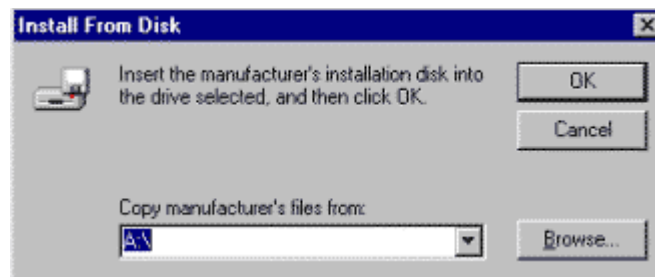 Install From Disk
Insert the manufacturer's installation disk into
the drive selected, and then click OK.
OK
Cancel
Copy manufacturer's files from:
A:\
Browse...